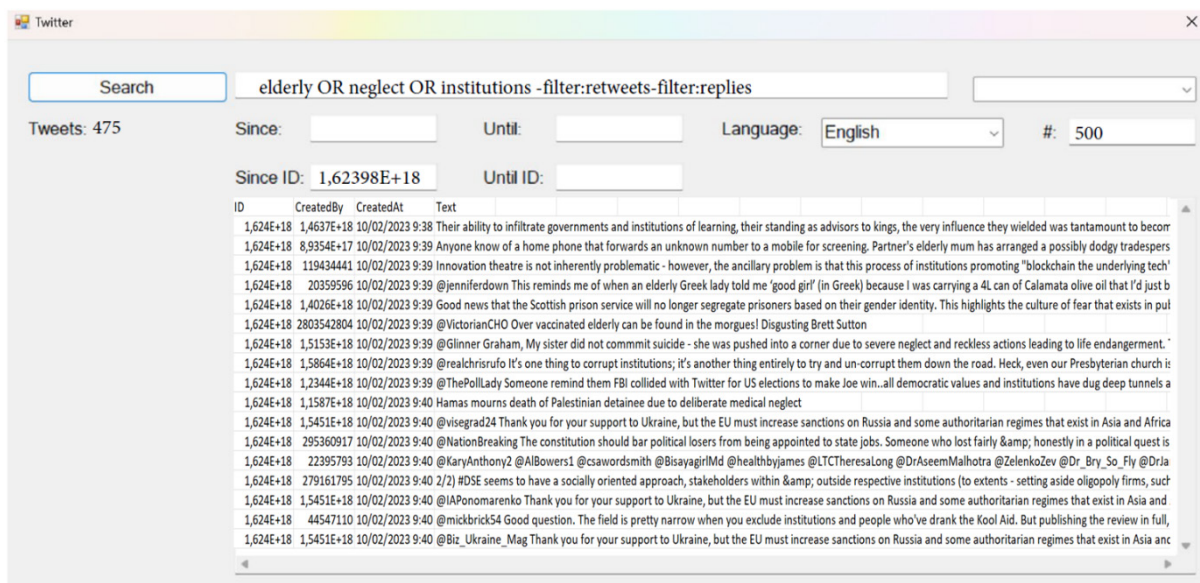 Twitter
Search elderly OR neglect OR institutions -filter:retweets-filter:replies
Tweets: 475 Since: Until: Language: English #: 500
Since ID: 1,62398E+18 Until ID:
ID CreatedBy CreatedAt Text
1,624E+18 1,4637E+18 10/02/2023 9:38 Their ability to infiltrate governments and institutions of learning, their standing as advisors to kings, the very influence they wielded was tantamount to becom
1,624E+18 8,9354E+17 10/02/2023 9:39 Anyone know of a home phone that forwards an unknown number to a mobile for screening. Partner's elderly mum has arranged a possibly dodgy tradespers
1,624E+18 119434441 10/02/2023 9:39 Innovation theatre is not inherently problematic - however, the ancillary problem is that this process of institutions promoting "blockchain the underlying tech'
1,624E+18 20359596 10/02/2023 9:39 @jenniferdown This reminds me of when an elderly Greek lady told me ‘good girl’ (in Greek) because I was carrying a 4L can of Calamata olive oil that I’d just b
1,624E+18 1,4026E+18 10/02/2023 9:39 Good news that the Scottish prison service will no longer segregate prisoners based on their gender identity. This highlights the culture of fear that exists in pub
1,624E+18 2803542804 10/02/2023 9:39 @VictorianCHO Over vaccinated elderly can be found in the morgues! Disgusting Brett Sutton
1,624E+18 1,5153E+18 10/02/2023 9:39 @Glinner Graham, My sister did not commmit suicide - she was pushed into a corner due to severe neglect and reckless actions leading to life endangerment.
1,624E+18 1,5864E+18 10/02/2023 9:39 @realchrisrufo It’s one thing to corrupt institutions; it’s another thing entirely to try and un-corrupt them down the road. Heck, even our Presbyterian church is
1,624E+18 1,2344E+18 10/02/2023 9:39 @ThePollLady Someone remind them FBI collided with Twitter for US elections to make Joe win..all democratic values and institutions have dug deep tunnels a
1,624E+18 1,1587E+18 10/02/2023 9:40 Hamas mourns death of Palestinian detainee due to deliberate medical neglect
1,624E+18 1,5451E+18 10/02/2023 9:40 @visegrad24 Thank you for your support to Ukraine, but the EU must increase sanctions on Russia and some authoritarian regimes that exist in Asia and Africa
1,624E+18 295360917 10/02/2023 9:40 @NationBreaking The constitution should bar political losers from being appointed to state jobs. Someone who lost fairly &amp; honestly in a political quest is
1,624E+18 22395793 10/02/2023 9:40 @KaryAnthony2 @AlBowers1 @csawordsmith @BisayagirlMd @healthbyjames @LTCTheresaLong @DrAseemMalhotra @ZelenkoZev @Dr_Bry_So_Fly @DrJa
1,624E+18 279161795 10/02/2023 9:40 2/2) #DSE seems to have a socially oriented approach, stakeholders within &amp; outside respective institutions (to extents - setting aside oligopoly firms, such
1,624E+18 1,5451E+18 10/02/2023 9:40 @IAPonomarenko Thank you for your support to Ukraine, but the EU must increase sanctions on Russia and some authoritarian regimes that exist in Asia and
1,624E+18 44547110 10/02/2023 9:40 @mickbrick54 Good question. The field is pretty narrow when you exclude institutions and people who've drank the Kool Aid. But publishing the review in full,
1,624E+18 1,5451E+18 10/02/2023 9:40 @Biz_Ukraine_Mag Thank you for your support to Ukraine, but the EU must increase sanctions on Russia and some authoritarian regimes that exist in Asia and